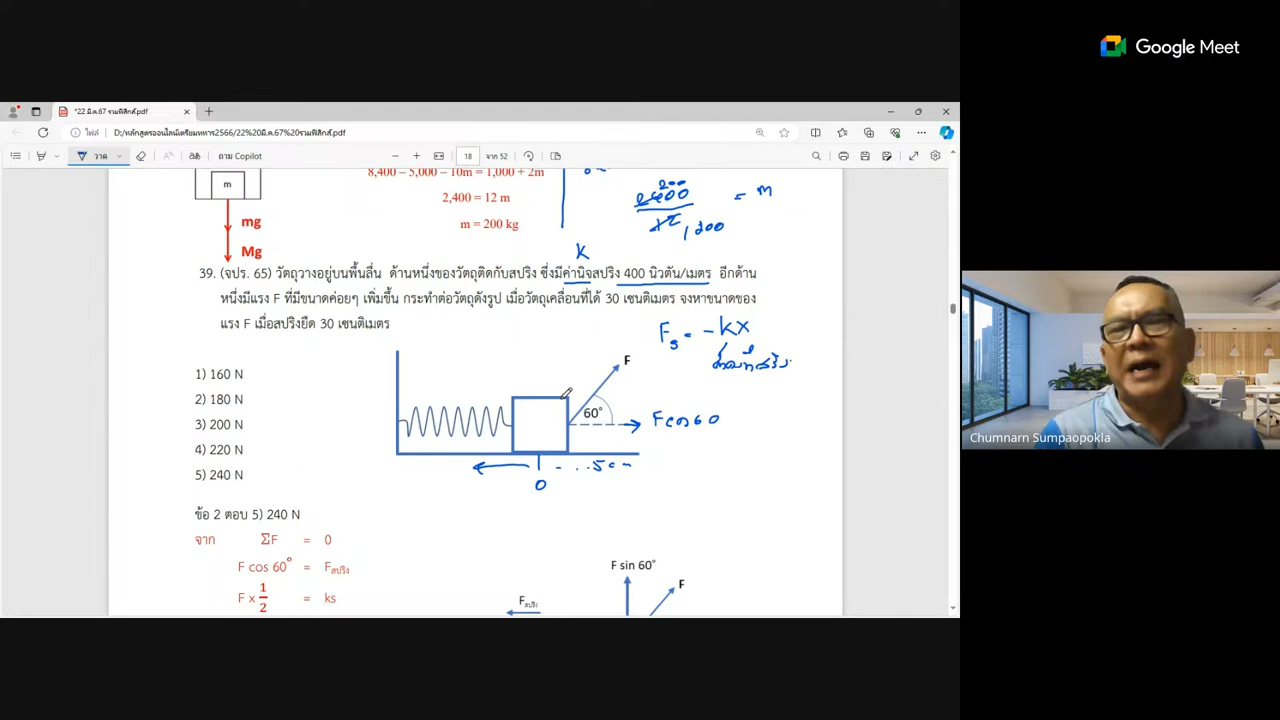 Google Meet
*22 มี.ค.67 รวมฟิสิกส์.pdf
ไฟล์ D:/หลักสูตรออนไลน์เตรียมทหาร2566/22%20มี.ค.67%20รวมฟิสิกส์.pdf
วาด ถาม Copilot 18 จาก 52
m
8,400 – 5,000 – 10m = 1,000 + 2m
2,400 = 12 m
m = 200 kg
mg
Mg
200
2400
12
= m
1,200
K
39. (จปร. 65) วัตถุวางอยู่บนพื้นลื่น ด้านหนึ่งของวัตถุติดกับสปริง ซึ่งมีค่านิจสปริง 400 นิวตัน/เมตร อีกด้าน
หนึ่งมีแรง F ที่มีขนาดค่อยๆ เพิ่มขึ้น กระทำต่อวัตถุดังรูป เมื่อวัตถุเคลื่อนที่ได้ 30 เซนติเมตร จงหาขนาดของ
แรง F เมื่อสปริงยืด 30 เซนติเมตร
Fs = -kx
1) 160 N
2) 180 N
3) 200 N
4) 220 N
5) 240 N
F
60°
F cos 60
0
ข้อ 2 ตอบ 5) 240 N
จาก ΣF = 0
F cos 60° = Fสปริง
F x 1/2 = ks
F sin 60°
F
Fสปริง
Chumnarn Sumpaopokla